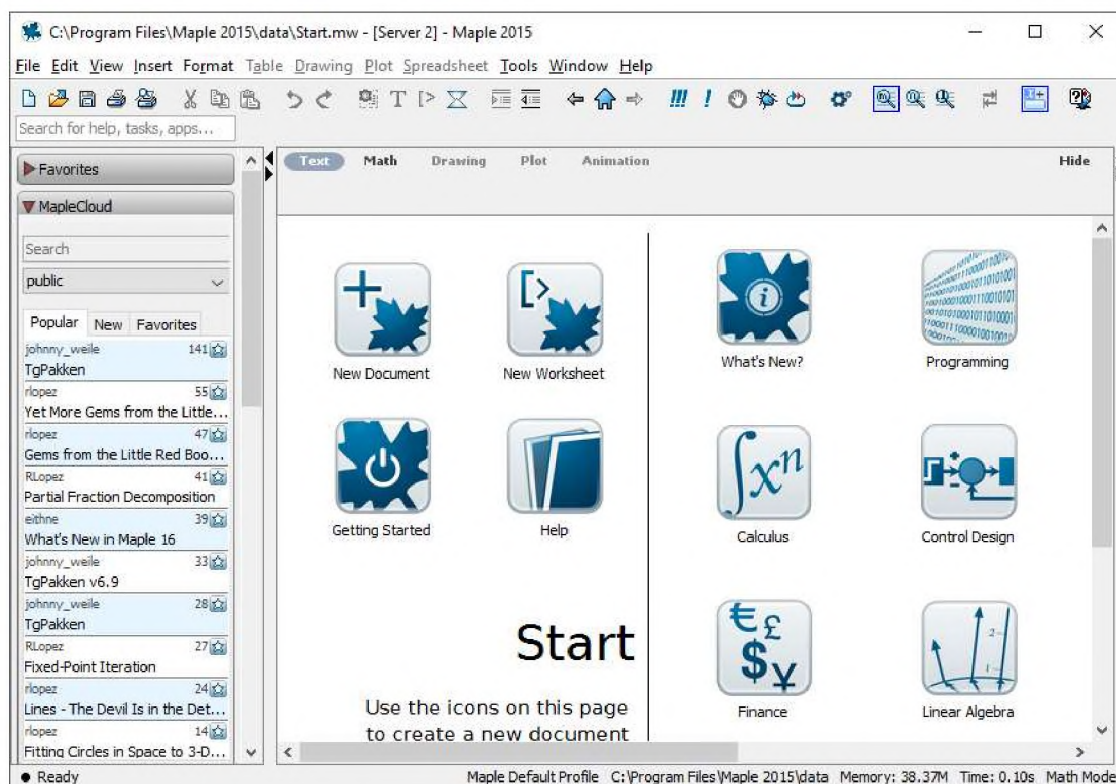 C:\Program Files\Maple 2015\data\Start.mw - [Server 2] - Maple 2015
File Edit View Insert Format Table Drawing Plot Spreadsheet Tools Window Help
Search for help, tasks, apps...
Favorites
MapleCloud
Search
public
Popular New Favorites
johnny_weile 141
TgPakken
rlopez 55
Yet More Gems from the Little...
rlopez 47
Gems from the Little Red Boo...
RLopez 41
Partial Fraction Decomposition
eithne 39
What's New in Maple 16
johnny_weile 33
TgPakken v6.9
johnny_weile 28
TgPakken
RLopez 27
Fixed-Point Iteration
rlopez 24
Lines - The Devil Is in the Det...
rlopez 14
Fitting Circles in Space to 3-D...
Text Math Drawing Plot Animation Hide
New Document
New Worksheet
What's New?
Programming
Getting Started
Help
Calculus
Control Design
Start
Use the icons on this page
to create a new document
Finance
Linear Algebra
Ready
Maple Default Profile C:\Program Files\Maple 2015\data Memory: 38.37M Time: 0.10s Math Mode